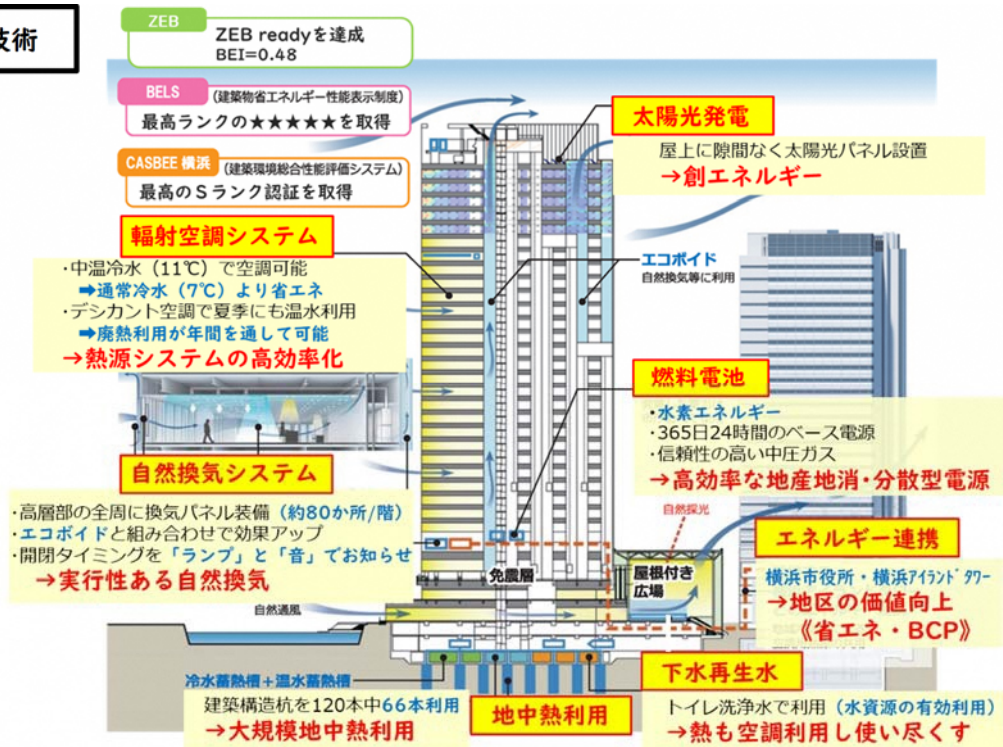 技術
ZEB
ZEB readyを達成
BEI=0.48
BELS
(建築物省エネルギー性能表示制度)
最高ランクの★★★★★を取得
CASBEE 横浜
(建築環境総合性能評価システム)
最高のSランク認証を取得
太陽光発電
屋上に隙間なく太陽光パネル設置
→創エネルギー
輻射空調システム
・中温冷水（11℃）で空調可能
➡通常冷水（7℃）より省エネ
・デシカント空調で夏季にも温水利用
➡廃熱利用が年間を通して可能
→熱源システムの高効率化
エコボイド
自然換気等に利用
燃料電池
・水素エネルギー
・365日24時間のベース電源
・信頼性の高い中圧ガス
→高効率な地産地消・分散型電源
自然換気システム
・高層部の全周に換気パネル装備（約80か所/階）
・エコボイドと組み合わせで効果アップ
・開閉タイミングを「ランプ」と「音」でお知らせ
→実行性ある自然換気
自然採光
エネルギー連携
横浜市役所・横浜アイランドタワー
→地区の価値向上
《省エネ・BCP》
免震層
屋根付き
広場
自然通風
冷水蓄熱槽＋温水蓄熱槽
建築構造杭を120本中66本利用
→大規模地中熱利用
地中熱利用
下水再生水
トイレ洗浄水で利用（水資源の有効利用）
→熱も空調利用し使い尽くす